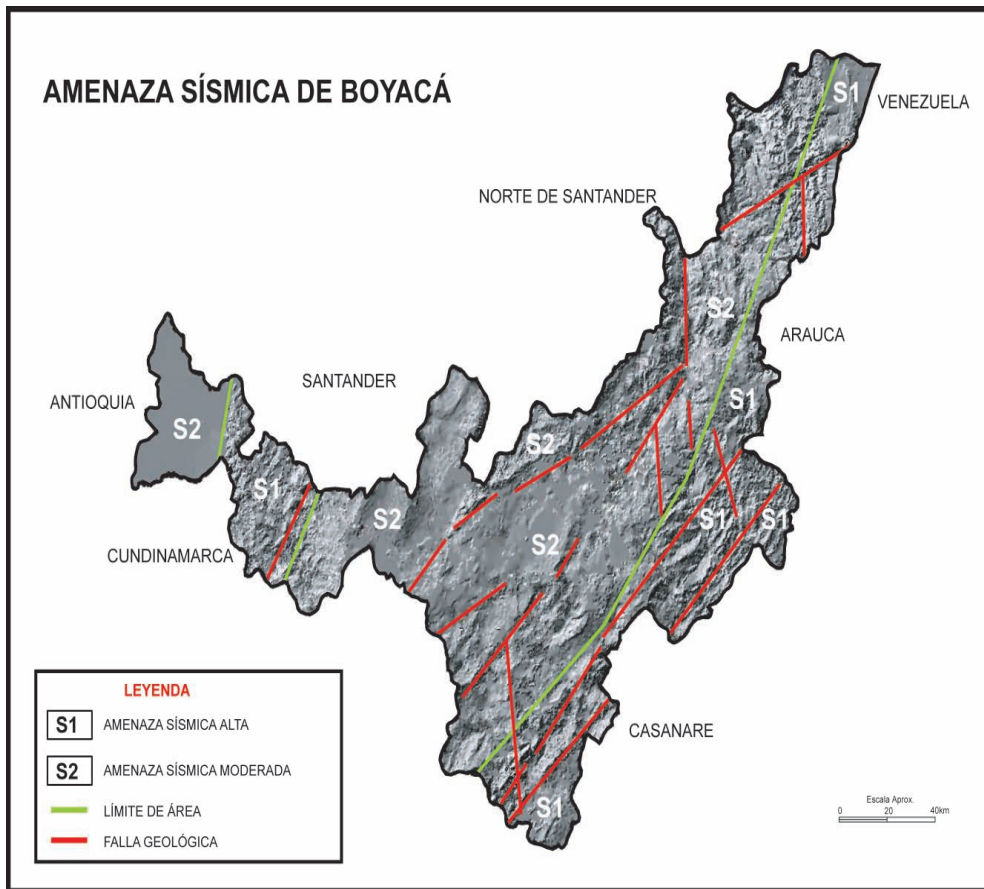 AMENAZA SÍSMICA DE BOYACÁ
S1
VENEZUELA
NORTE DE SANTANDER
S2
ARAUCA
SANTANDER
ANTIOQUIA
S2
S1
S2
S1
S2
S2
S1
S1
CUNDINAMARCA
CASANARE
S1
LEYENDA
S1 AMENAZA SÍSMICA ALTA
S2 AMENAZA SÍSMICA MODERADA
LÍMITE DE ÁREA
FALLA GEOLÓGICA
Escala Aprox.
0 20 40km